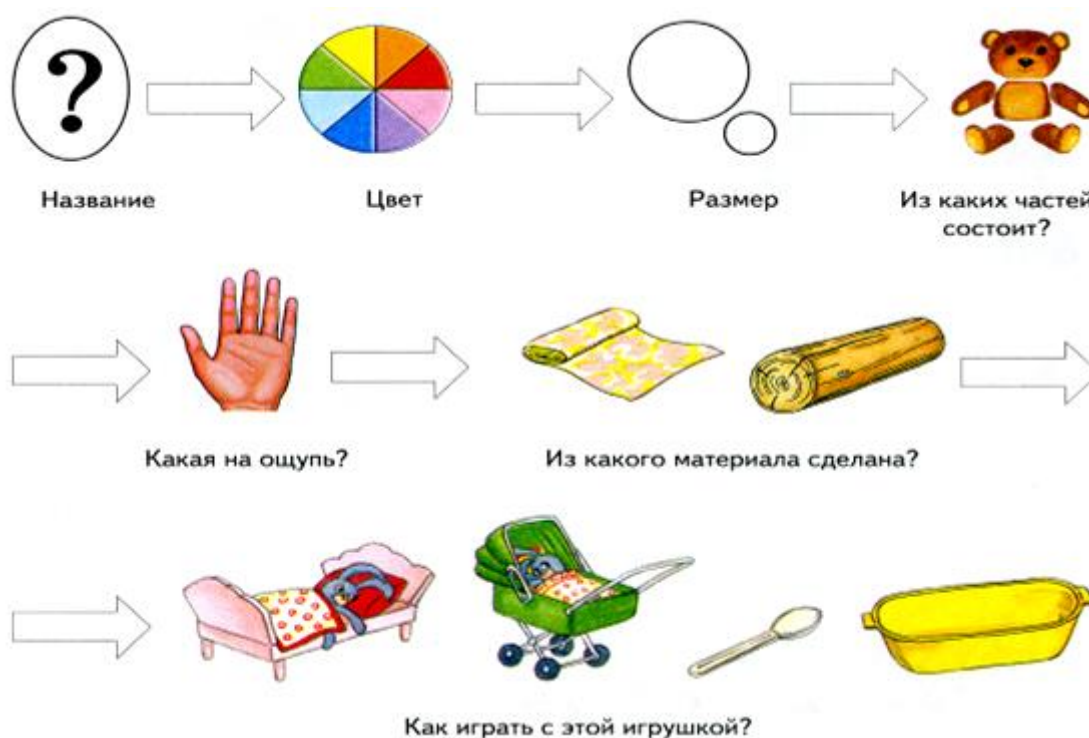 ?
Название
Цвет
Размер
Из каких частей
состоит?
Какая на ощупь?
Из какого материала сделана?
Как играть с этой игрушкой?